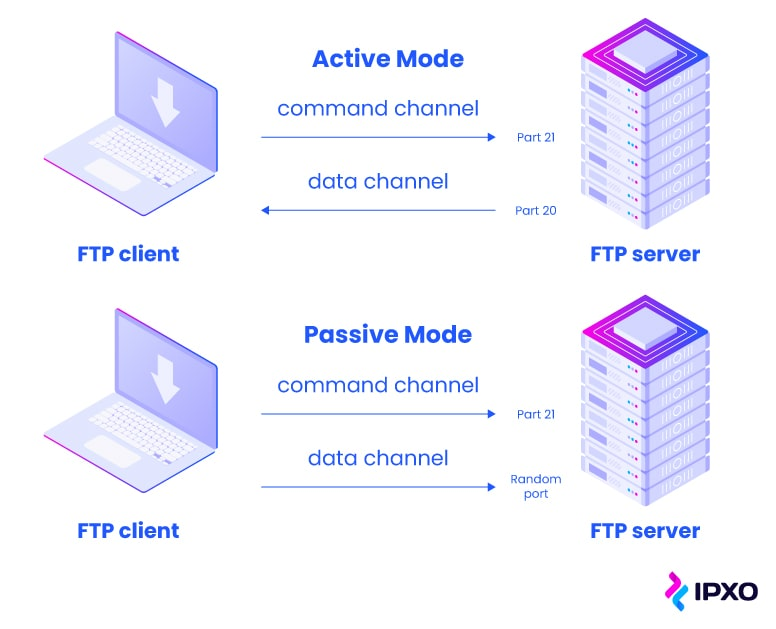 Active Mode
command channel
Part 21
data channel
Part 20
FTP client
FTP server
Passive Mode
command channel
Part 21
data channel
Random
port
FTP client
FTP server
IPXO